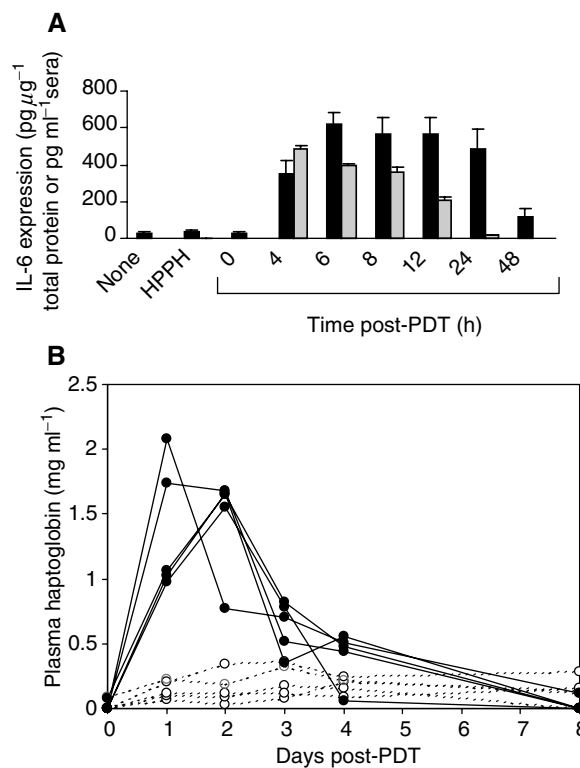 A
IL-6 expression (pg µg⁻¹
total protein or pg ml⁻¹sera)
800
600
400
200
0
None
HPPH
0
4
6
8
12
24
48
Time post-PDT (h)
B
Plasma haptoglobin (mg ml⁻¹)
2.5
2
1.5
1
0.5
0
0 1 2 3 4 5 6 7 8
Days post-PDT